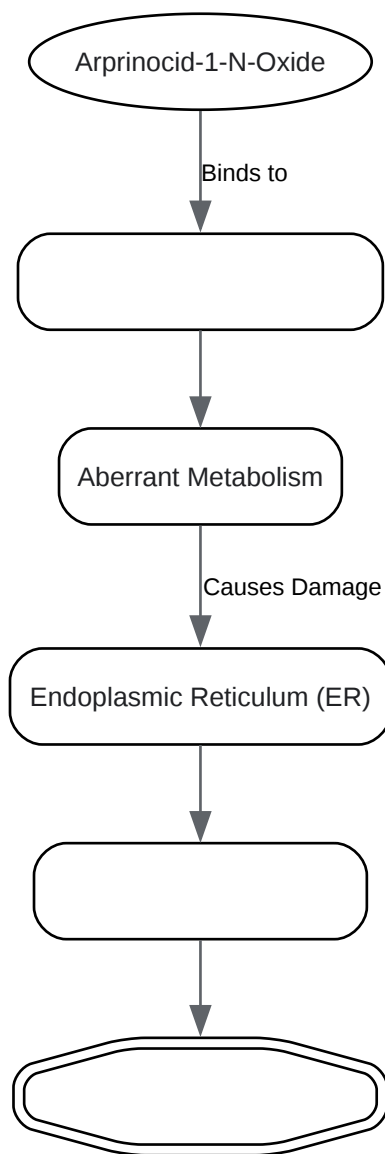 Arprinocid-1-N-Oxide
Binds to
Aberrant Metabolism
Causes Damage
Endoplasmic Reticulum (ER)